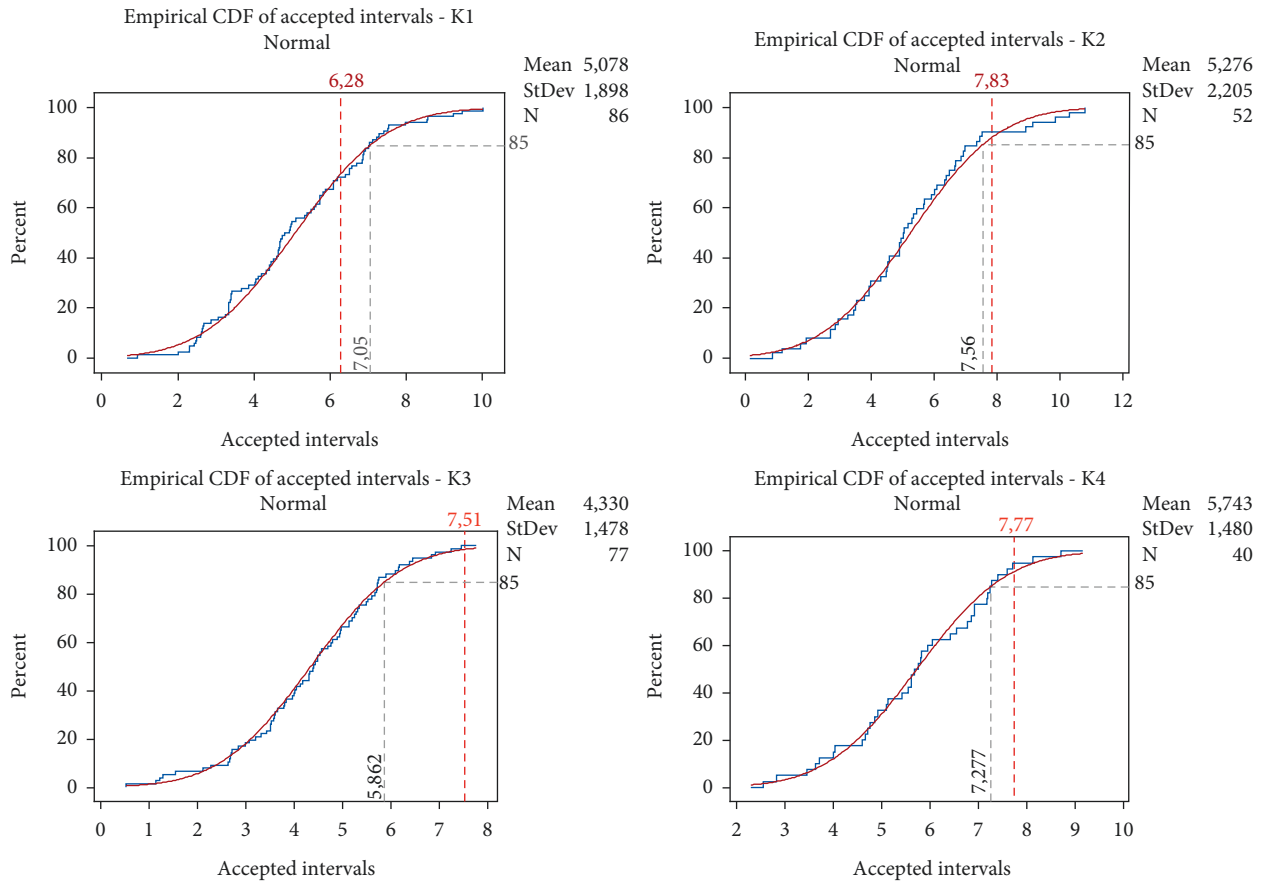 Empirical CDF of accepted intervals - K1
Normal
Mean 5,078
StDev 1,898
N 86
6,28
100
80
60
40
20
0
Percent
85
7,05
0 2 4 6 8 10
Accepted intervals
Empirical CDF of accepted intervals - K2
Normal
Mean 5,276
StDev 2,205
N 52
7,83
100
80
60
40
20
0
Percent
85
7,56
0 2 4 6 8 10 12
Accepted intervals
Empirical CDF of accepted intervals - K3
Normal
Mean 4,330
StDev 1,478
N 77
7,51
100
80
60
40
20
0
Percent
85
5,862
0 1 2 3 4 5 6 7 8
Accepted intervals
Empirical CDF of accepted intervals - K4
Normal
Mean 5,743
StDev 1,480
N 40
7,77
100
80
60
40
20
0
Percent
85
7,277
2 3 4 5 6 7 8 9 10
Accepted intervals